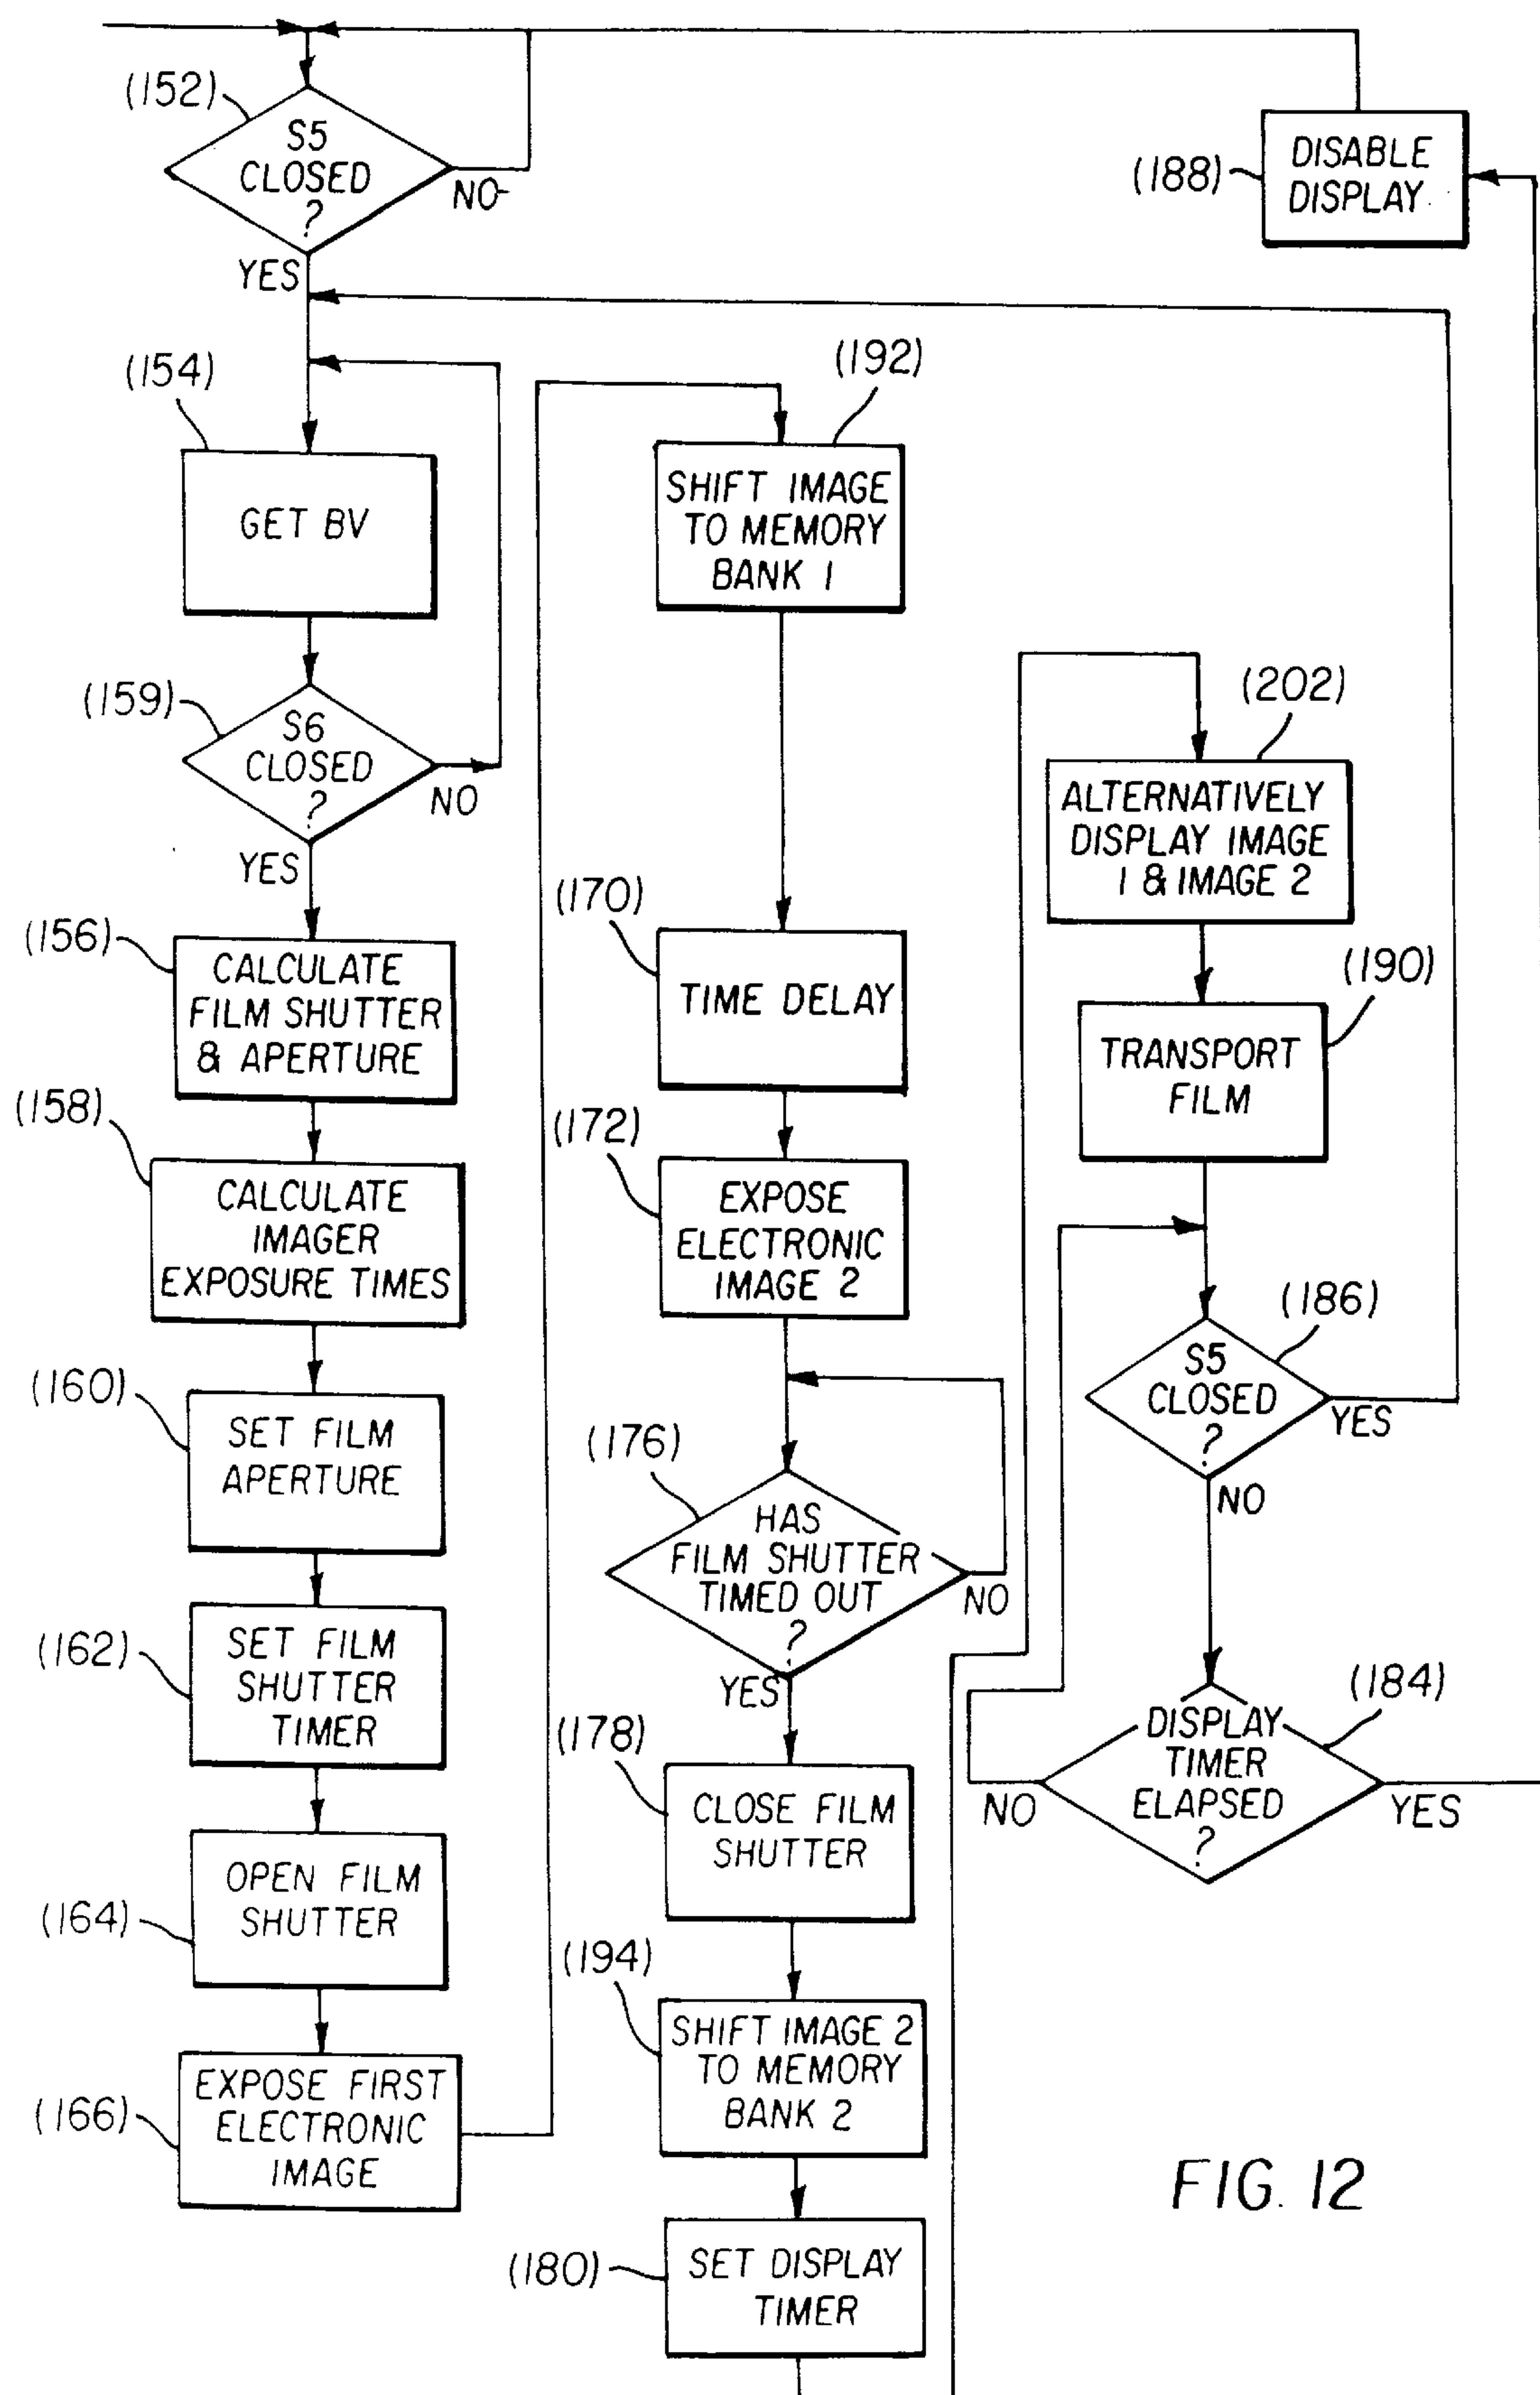 (152)
S5
CLOSED
?
NO
YES
(188)
DISABLE
DISPLAY
(154)
GET BV
(159)
S6
CLOSED
?
NO
YES
(156)
CALCULATE
FILM SHUTTER
& APERTURE
(158)
CALCULATE
IMAGER
EXPOSURE TIMES
(160)
SET FILM
APERTURE
(162)
SET FILM
SHUTTER
TIMER
(164)
OPEN FILM
SHUTTER
(166)
EXPOSE FIRST
ELECTRONIC
IMAGE
(192)
SHIFT IMAGE
TO MEMORY
BANK 1
(170)
TIME DELAY
(172)
EXPOSE
ELECTRONIC
IMAGE 2
(176)
HAS
FILM SHUTTER
TIMED OUT
?
NO
YES
(178)
CLOSE FILM
SHUTTER
(194)
SHIFT IMAGE 2
TO MEMORY
BANK 2
(180)
SET DISPLAY
TIMER
(202)
ALTERNATIVELY
DISPLAY IMAGE
1 & IMAGE 2
(190)
TRANSPORT
FILM
(186)
S5
CLOSED
?
YES
NO
(184)
DISPLAY
TIMER
ELAPSED
?
NO
YES
FIG. 12